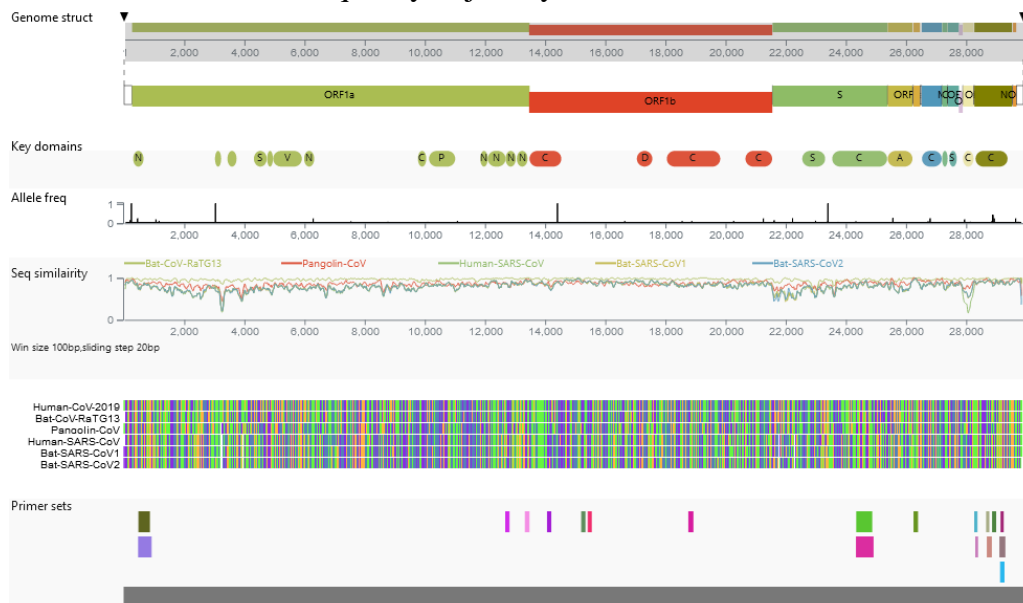 Genome struct
2,000 4,000 6,000 8,000 10,000 12,000 14,000 16,000 18,000 20,000 22,000 24,000 26,000 28,000
ORF1a ORF1b S ORF
Key domains
N S V N C P N N N N C D C C S C A C S C C
Allele freq
1
0
2,000 4,000 6,000 8,000 10,000 12,000 14,000 16,000 18,000 20,000 22,000 24,000 26,000 28,000
Bat-CoV-RaTG13 Pangolin-CoV Human-SARS-CoV Bat-SARS-CoV1 Bat-SARS-CoV2
Seq similairity
1
0
2,000 4,000 6,000 8,000 10,000 12,000 14,000 16,000 18,000 20,000 22,000 24,000 26,000 28,000
Win size 100bp,sliding step 20bp
Human-CoV-2019
Bat-CoV-RaTG13
Pangolin-CoV
Human-SARS-CoV
Bat-SARS-CoV1
Bat-SARS-CoV2
Primer sets